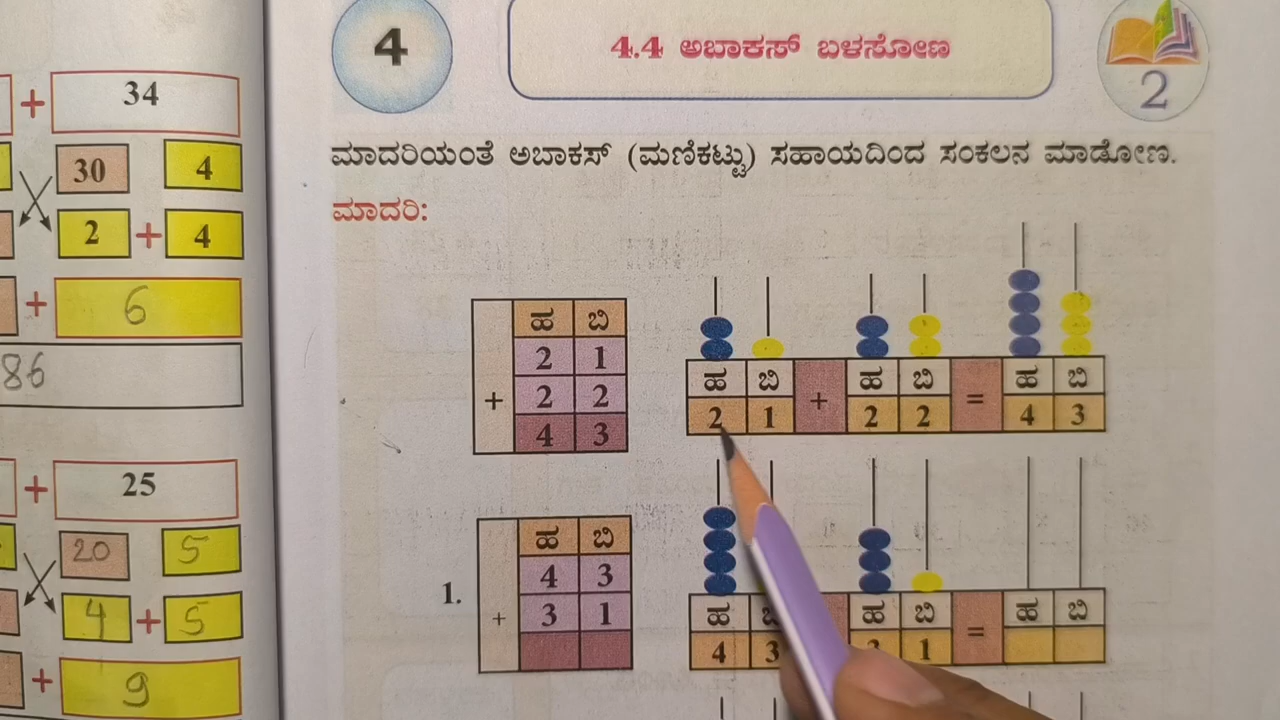 + 34
30 4
2 + 4
+ 6
86
+ 25
20 5
4 + 5
+ 9
4
4.4 ಅಬಾಕಸ್ ಬಳಸೋಣ
2
ಮಾದರಿಯಂತೆ ಅಬಾಕಸ್ (ಮಣಿಕಟ್ಟು) ಸಹಾಯದಿಂದ ಸಂಕಲನ ಮಾಡೋಣ.
ಮಾದರಿ:
ಹ ಬಿ
2 1
+ 2 2
4 3
ಹ ಬಿ + ಹ ಬಿ = ಹ ಬಿ
2 1 2 2 4 3
1.
ಹ ಬಿ
4 3
+ 3 1
ಹ ಹ ಬಿ = ಹ ಬಿ
4 3 1